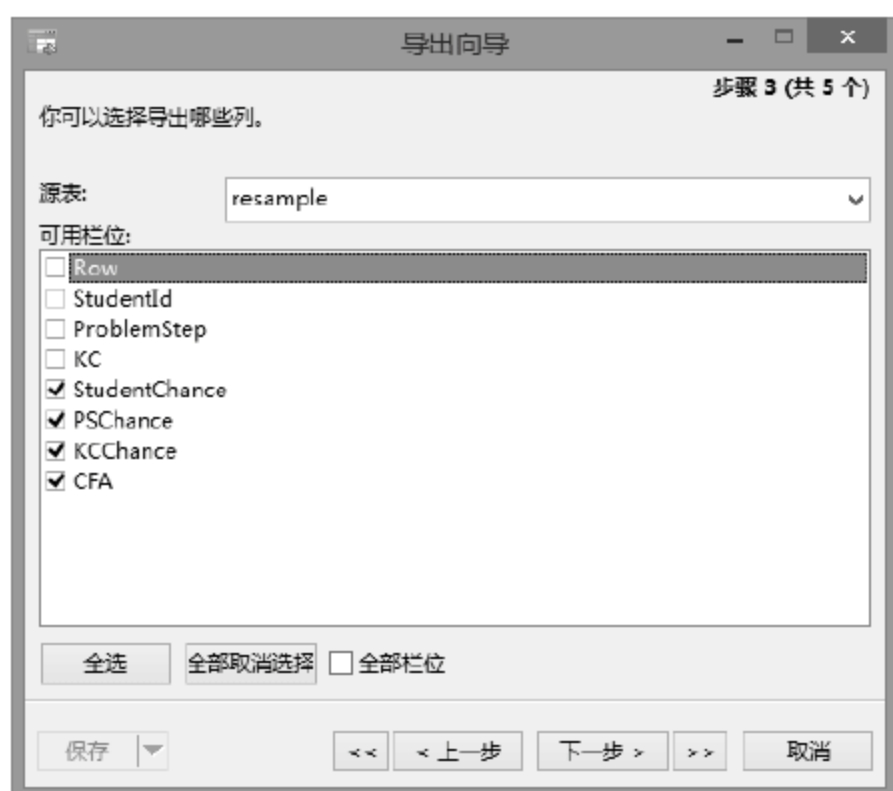 导出向导
步骤 3 (共 5 个)
你可以选择导出哪些列。
源表: resample
可用栏位:
Row
StudentId
ProblemStep
KC
StudentChance
PSChance
KCChance
CFA
全选 全部取消选择 全部栏位
保存 << < 上一步 下一步 > >> 取消